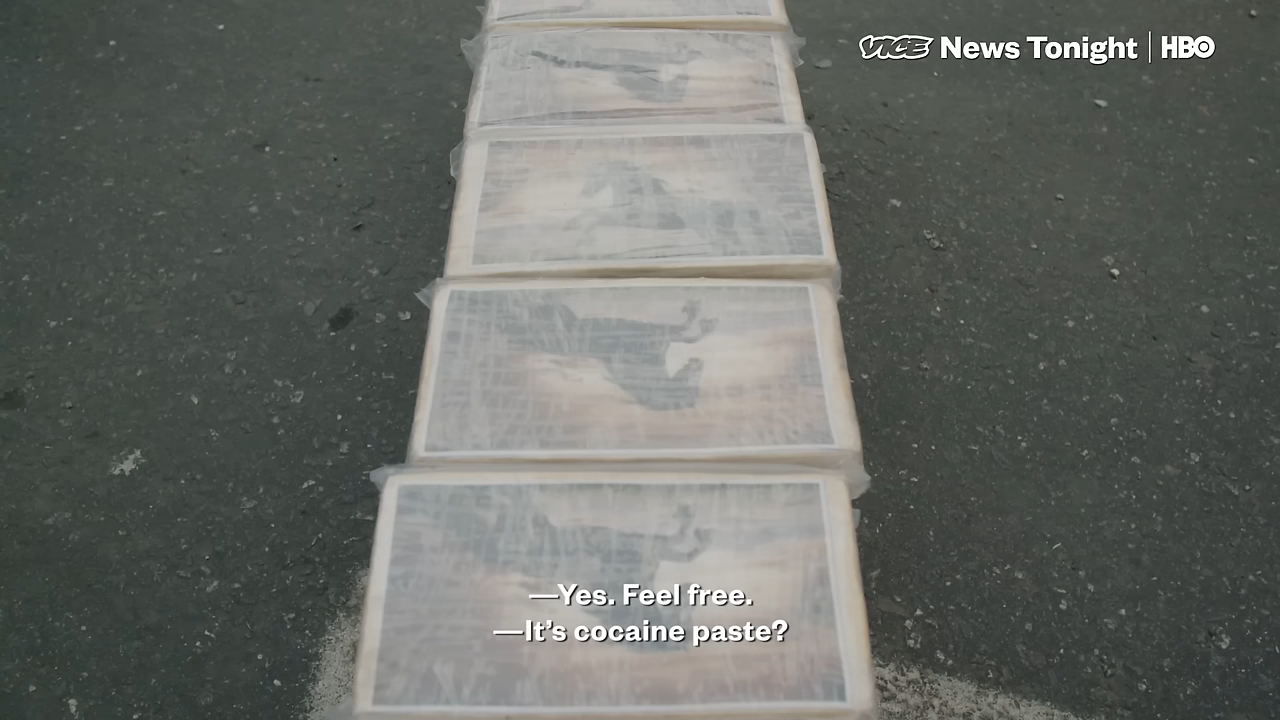 VICE News Tonight | HBO
—Yes. Feel free.
—It’s cocaine paste?